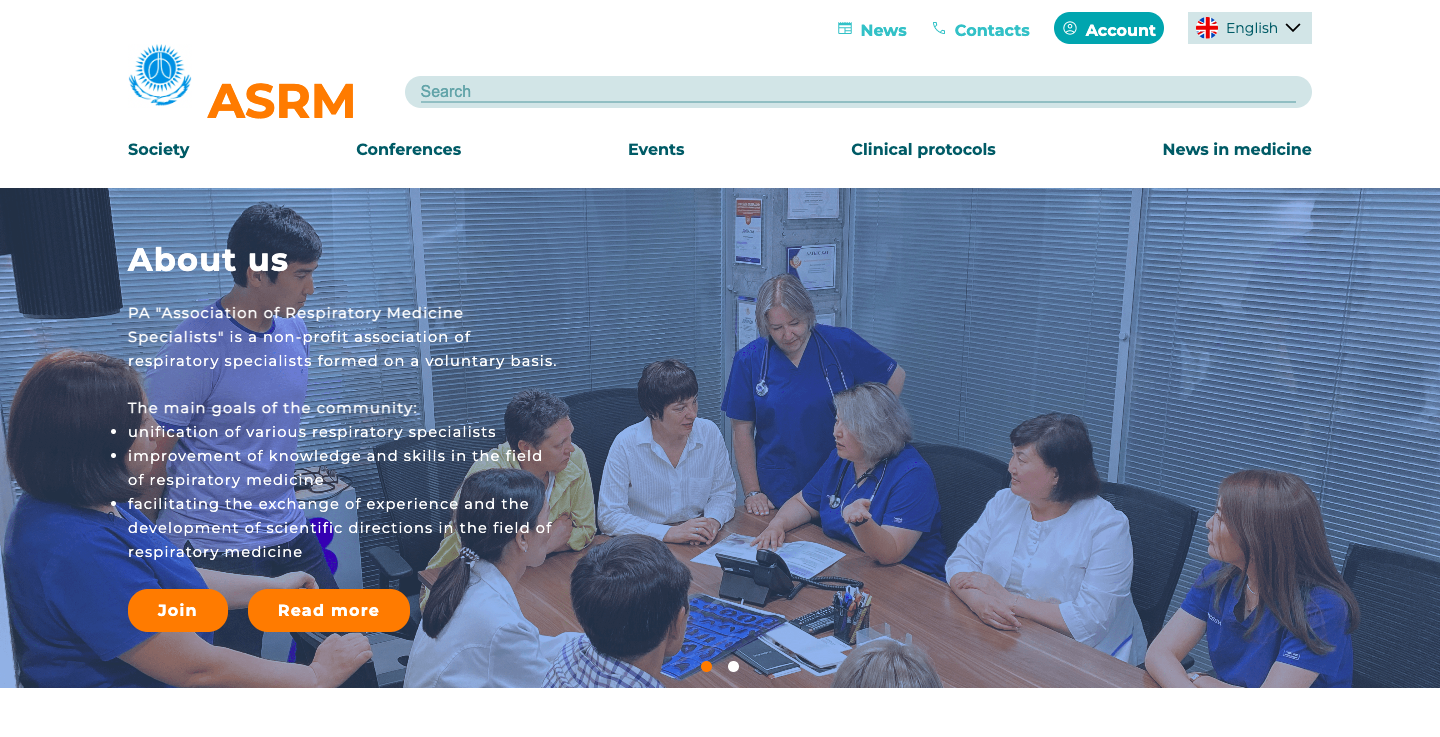 News
Contacts
Account
English
ASRM
Search
Society
Conferences
Events
Clinical protocols
News in medicine
About us
PA "Association of Respiratory Medicine
Specialists" is a non-profit association of
respiratory specialists formed on a voluntary basis.
The main goals of the community:
unification of various respiratory specialists
improvement of knowledge and skills in the field
of respiratory medicine
facilitating the exchange of experience and the
development of scientific directions in the field of
respiratory medicine
Join
Read more